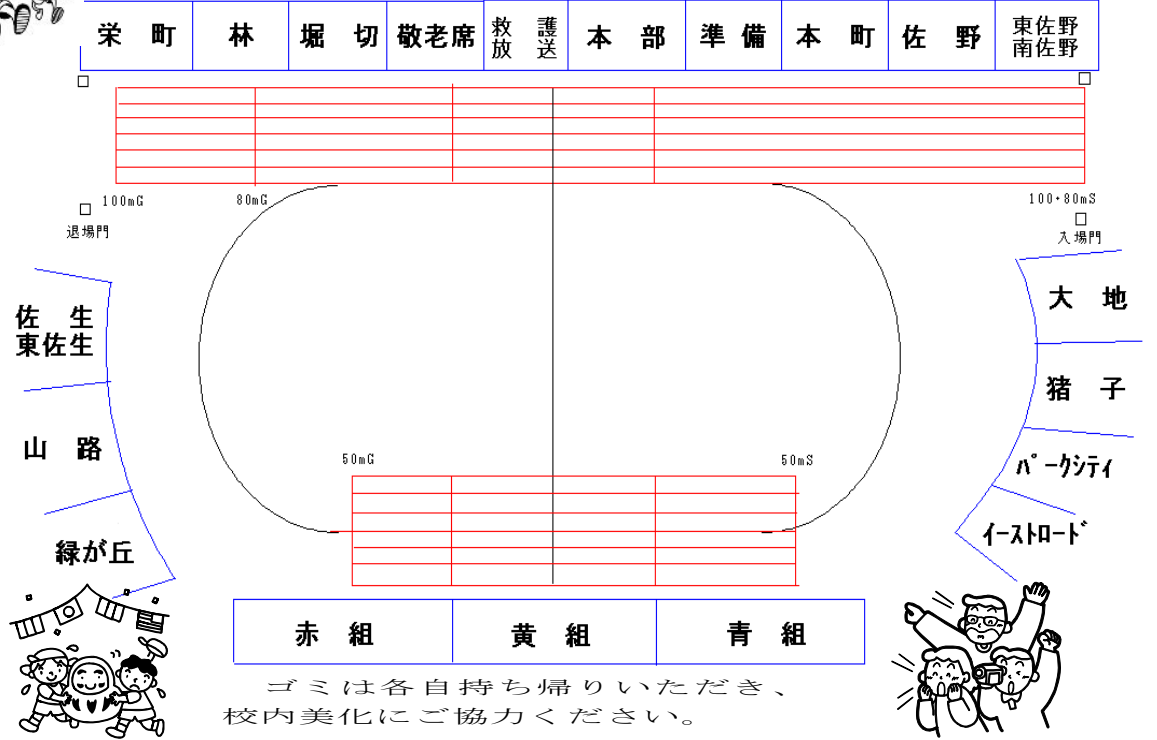 栄　町
林
堀　切
敬老席
救　護
放　送
本　部
準 備
本　町
佐　野
東佐野
南佐野
100mG
80mG
100・80mS
退場門
入場門
佐　生
東佐生
大　地
猪　子
山　路
ﾊﾟｰｸｼﾃｨ
50mG
50mS
ｲｰｽﾄﾛｰﾄﾞ
緑が丘
赤　組
黄　組
青　組
ゴミは各自持ち帰りいただき、
校内美化にご協力ください。